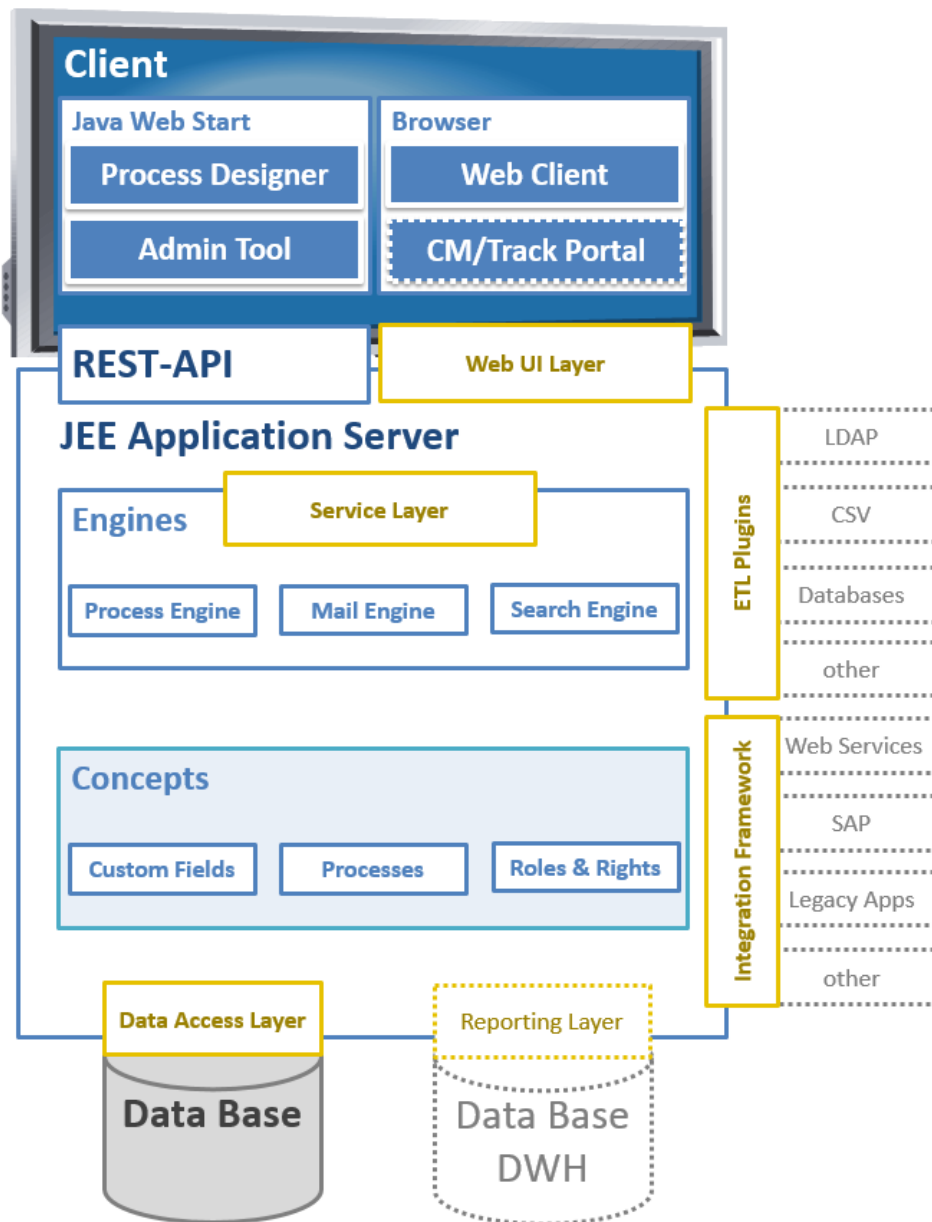 Client
Java Web Start
Process Designer
Admin Tool
Browser
Web Client
CM/Track Portal
REST-API
Web UI Layer
JEE Application Server
Engines
Service Layer
Process Engine
Mail Engine
Search Engine
Concepts
Custom Fields
Processes
Roles & Rights
ETL Plugins
LDAP
CSV
Databases
other
Integration Framework
Web Services
SAP
Legacy Apps
other
Data Access Layer
Reporting Layer
Data Base
Data Base
DWH